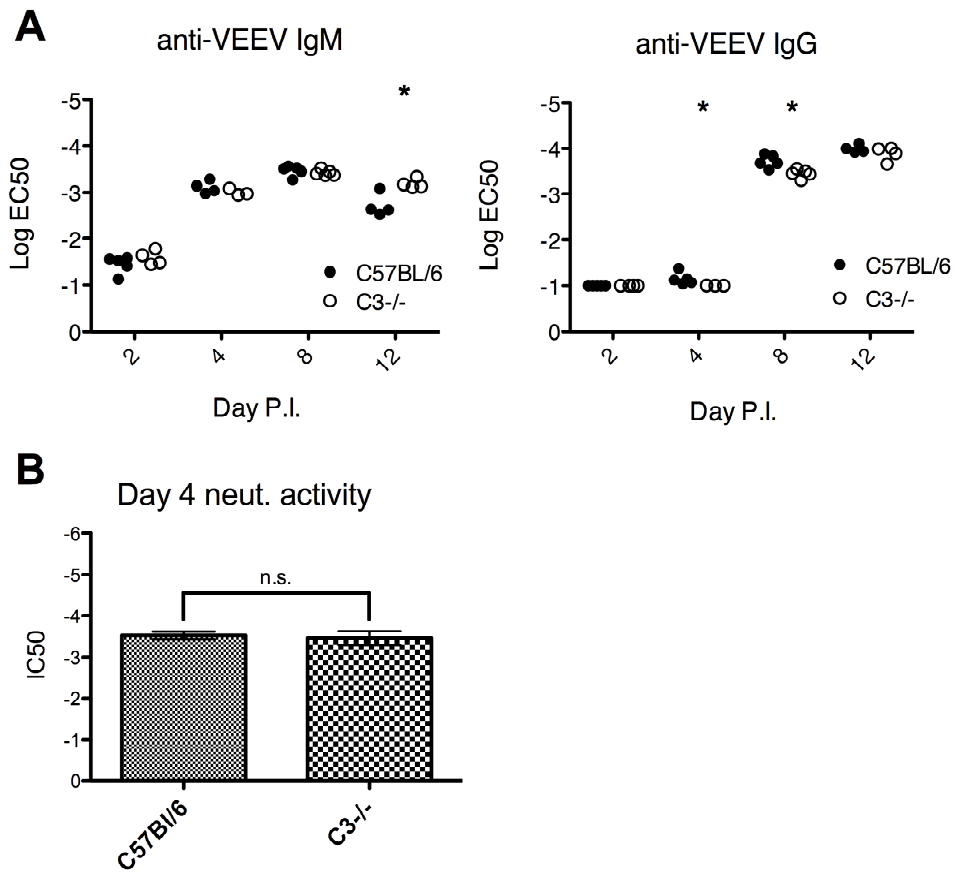 A
anti-VEEV IgM
anti-VEEV IgG
*
* *
-5
-4
-3
-2
-1
0
Log EC50
C57BL/6
C3-/-
2 4 8 12
Day P.I.
-5
-4
-3
-2
-1
0
Log EC50
C57BL/6
C3-/-
2 4 8 12
Day P.I.
B
Day 4 neut. activity
-6
-5
-4
-3
-2
-1
0
IC50
n.s.
C57Bl/6
C3-/-